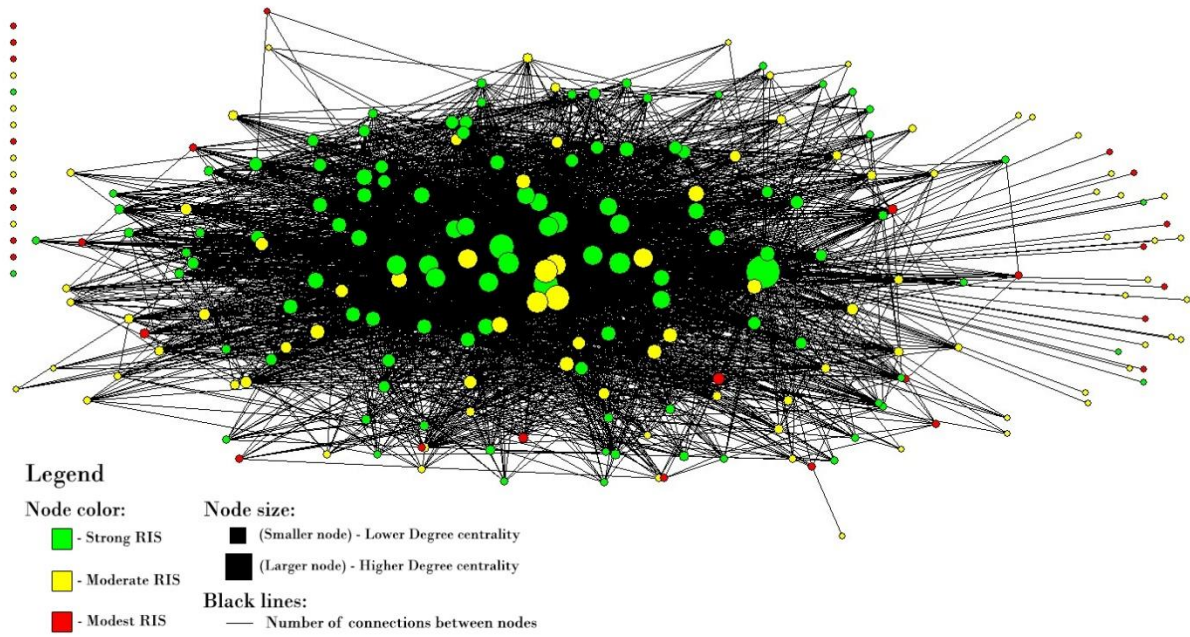 Legend
Node color:
- Strong RIS
- Moderate RIS
- Modest RIS
Node size:
(Smaller node) - Lower Degree centrality
(Larger node) - Higher Degree centrality
Black lines:
Number of connections between nodes